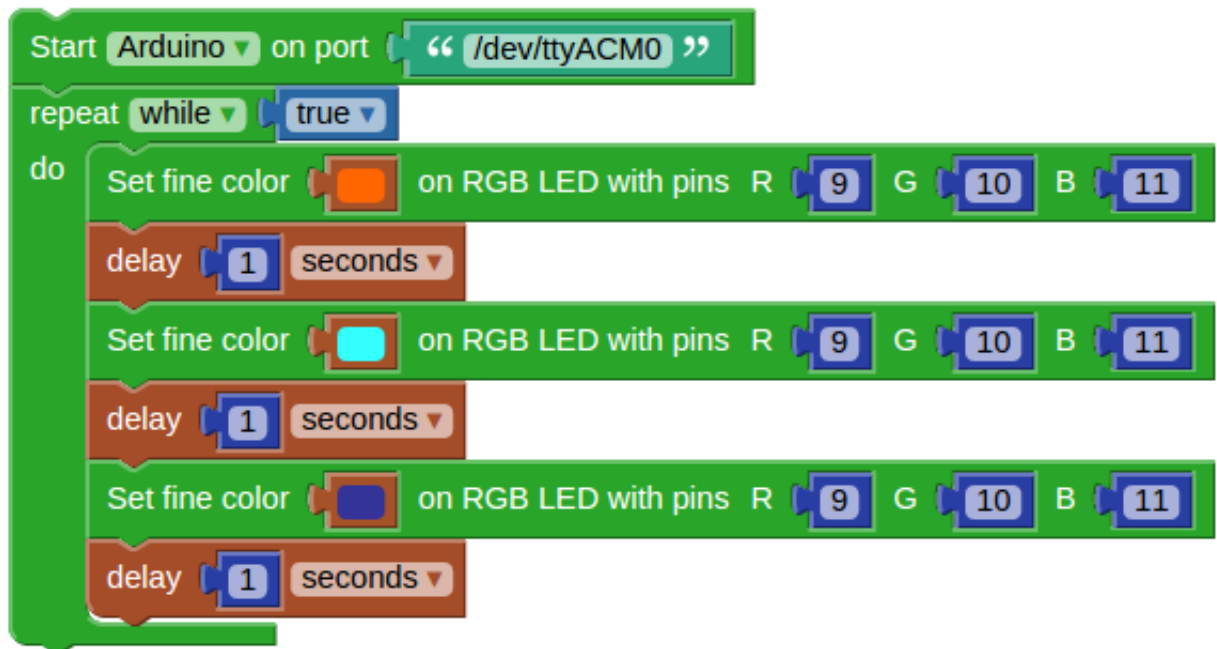 Start Arduino ▾ on port “ /dev/ttyACM0 ”
repeat while ▾ true ▾
do
Set fine color on RGB LED with pins R 9 G 10 B 11
delay 1 seconds ▾
Set fine color on RGB LED with pins R 9 G 10 B 11
delay 1 seconds ▾
Set fine color on RGB LED with pins R 9 G 10 B 11
delay 1 seconds ▾